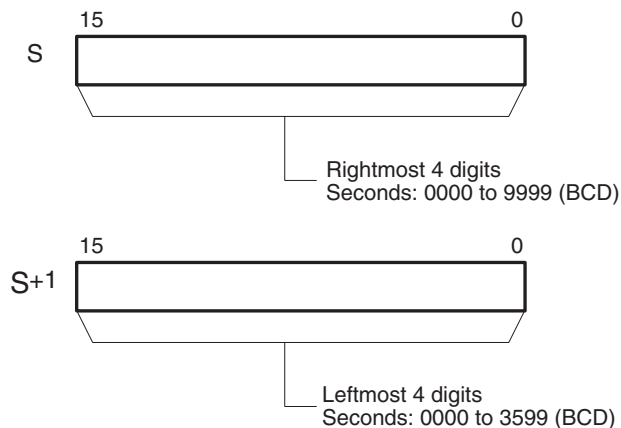 15 0
S
Rightmost 4 digits
Seconds: 0000 to 9999 (BCD)
15 0
S+1
Leftmost 4 digits
Seconds: 0000 to 3599 (BCD)